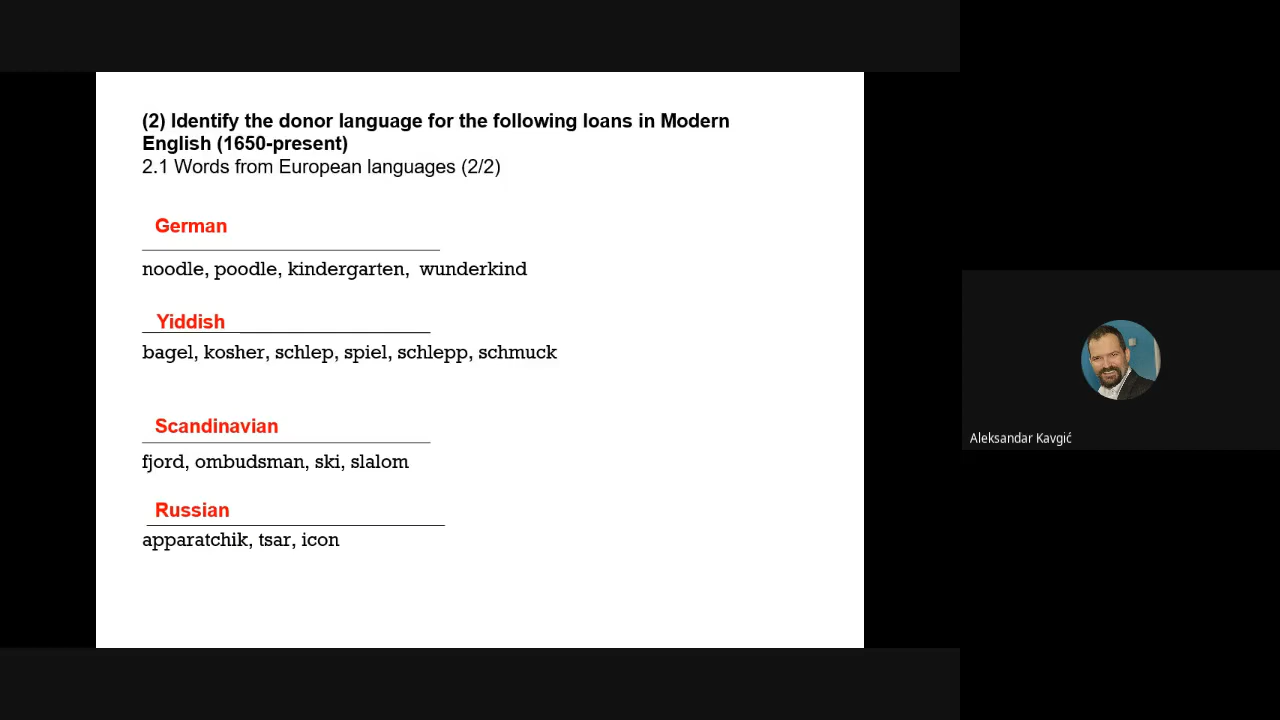 (2) Identify the donor language for the following loans in Modern
English (1650-present)
2.1 Words from European languages (2/2)
German
noodle, poodle, kindergarten, wunderkind
Yiddish
bagel, kosher, schlep, spiel, schlepp, schmuck
Scandinavian
fjord, ombudsman, ski, slalom
Russian
apparatchik, tsar, icon
Aleksandar Kavgić